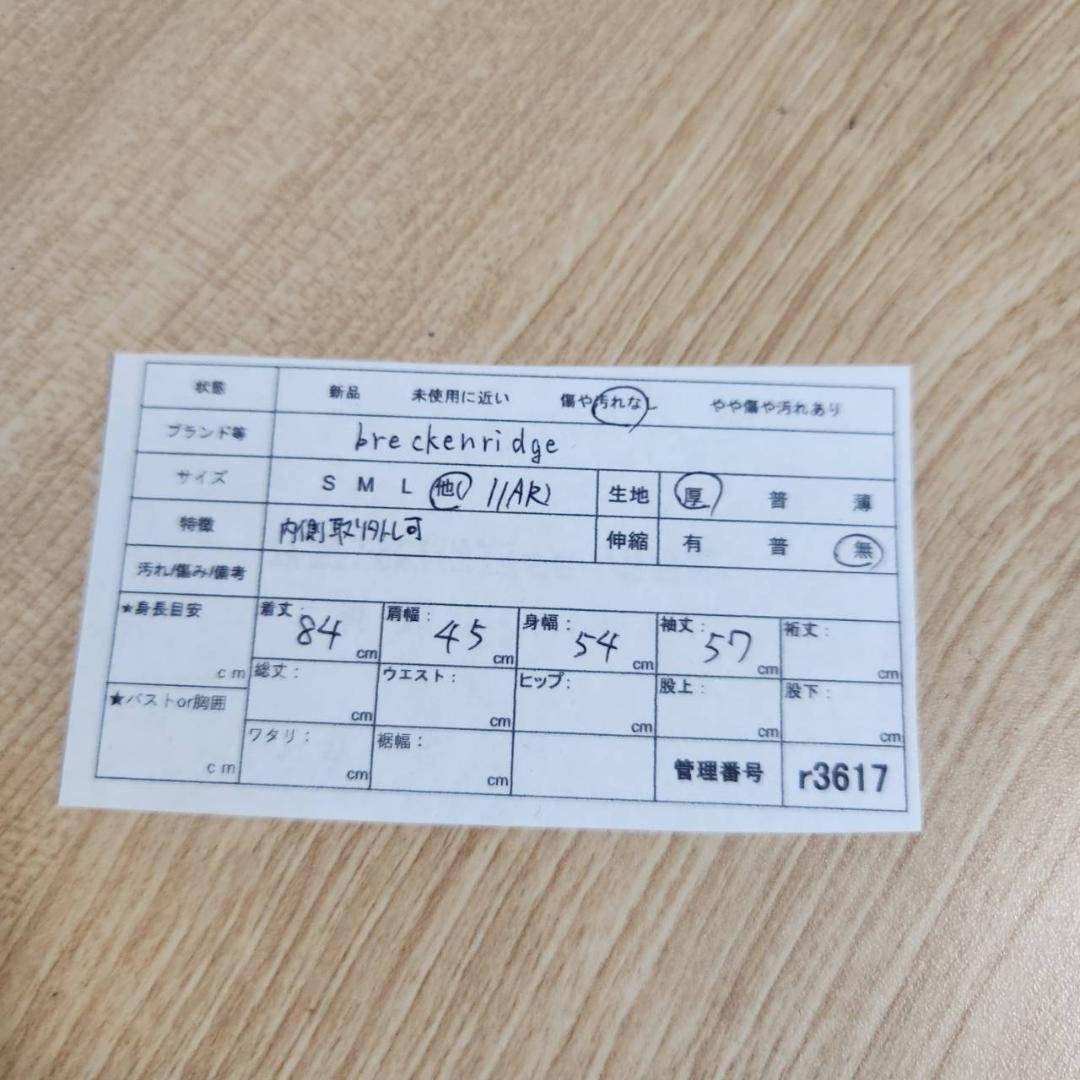 状態 新品 未使用に近い 傷や汚れなし やや傷や汚れあり
ブランド等 breckenridge
サイズ S M L 他( 11AR) 生地 厚 普 薄
特徴 内側取り外し可 伸縮 有 普 無
汚れ/傷み/備考
★身長目安 cm 着丈: 84 cm 肩幅: 45 cm 身幅: 54 cm 袖丈: 57 cm 裄丈: cm
総丈: cm ウエスト: cm ヒップ: cm 股上: cm 股下: cm
★バストor胸囲 cm ワタリ: cm 裾幅: cm 管理番号 r3617